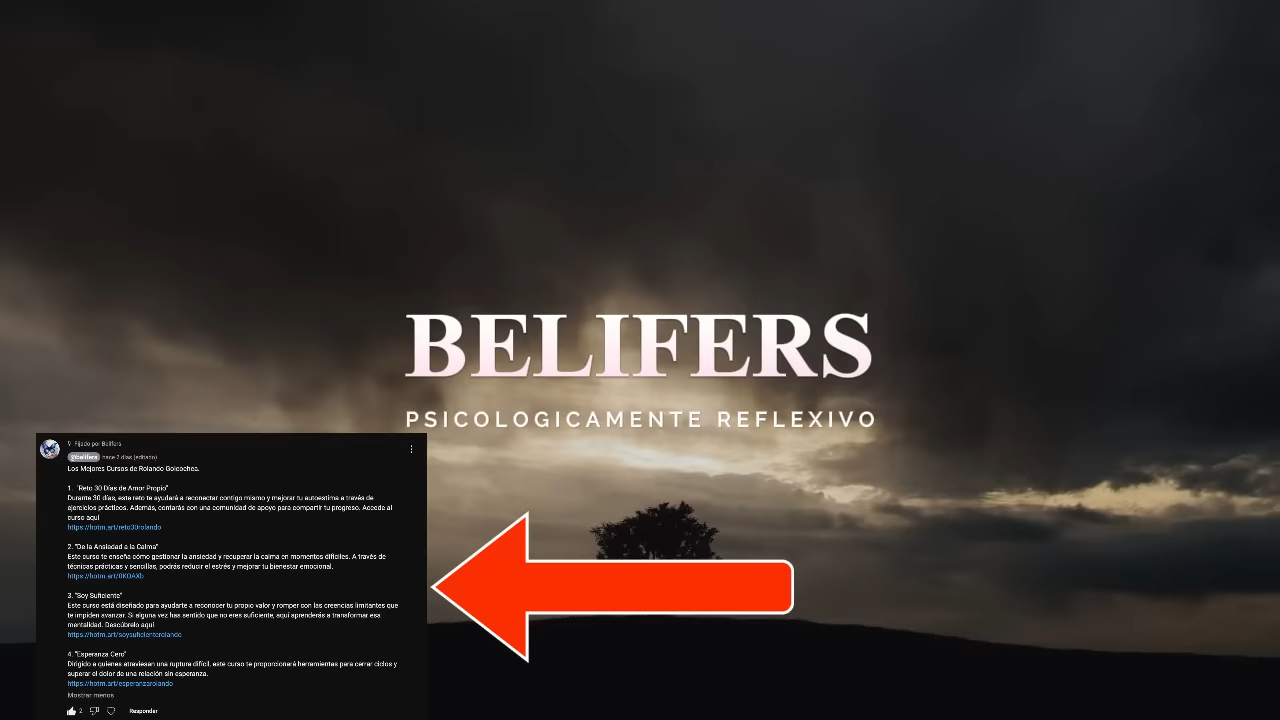 BELIFERS
PSICOLOGICAMENTE REFLEXIVO
Fijado por Belifers
@belifers hace 2 días (editado)
Los Mejores Cursos de Rolando Goicochea.
1. "Reto 30 Días de Amor Propio"
Durante 30 días, este reto te ayudará a reconectar contigo mismo y mejorar tu autoestima a través de
ejercicios prácticos. Además, contarás con una comunidad de apoyo para compartir tu progreso. Accede al
curso aquí
https://hotm.art/reto30rolando
2. "De la Ansiedad a la Calma"
Este curso te enseña cómo gestionar la ansiedad y recuperar la calma en momentos difíciles. A través de
técnicas prácticas y sencillas, podrás reducir el estrés y mejorar tu bienestar emocional.
3. "Soy Suficiente"
Este curso está diseñado para ayudarte a reconocer tu propio valor y romper con las creencias limitantes que
te impiden avanzar. Si alguna vez has sentido que no eres suficiente, aquí aprenderás a transformar esa
mentalidad. Descúbrelo aquí
https://hotm.art/soysuficienterolando
4. "Esperanza Cero"
Dirigido a quienes atraviesan una ruptura difícil, este curso te proporcionará herramientas para cerrar ciclos y
superar el dolor de una relación sin esperanza.
https://hotm.art/esperanzarolando
Mostrar menos
2
Responder